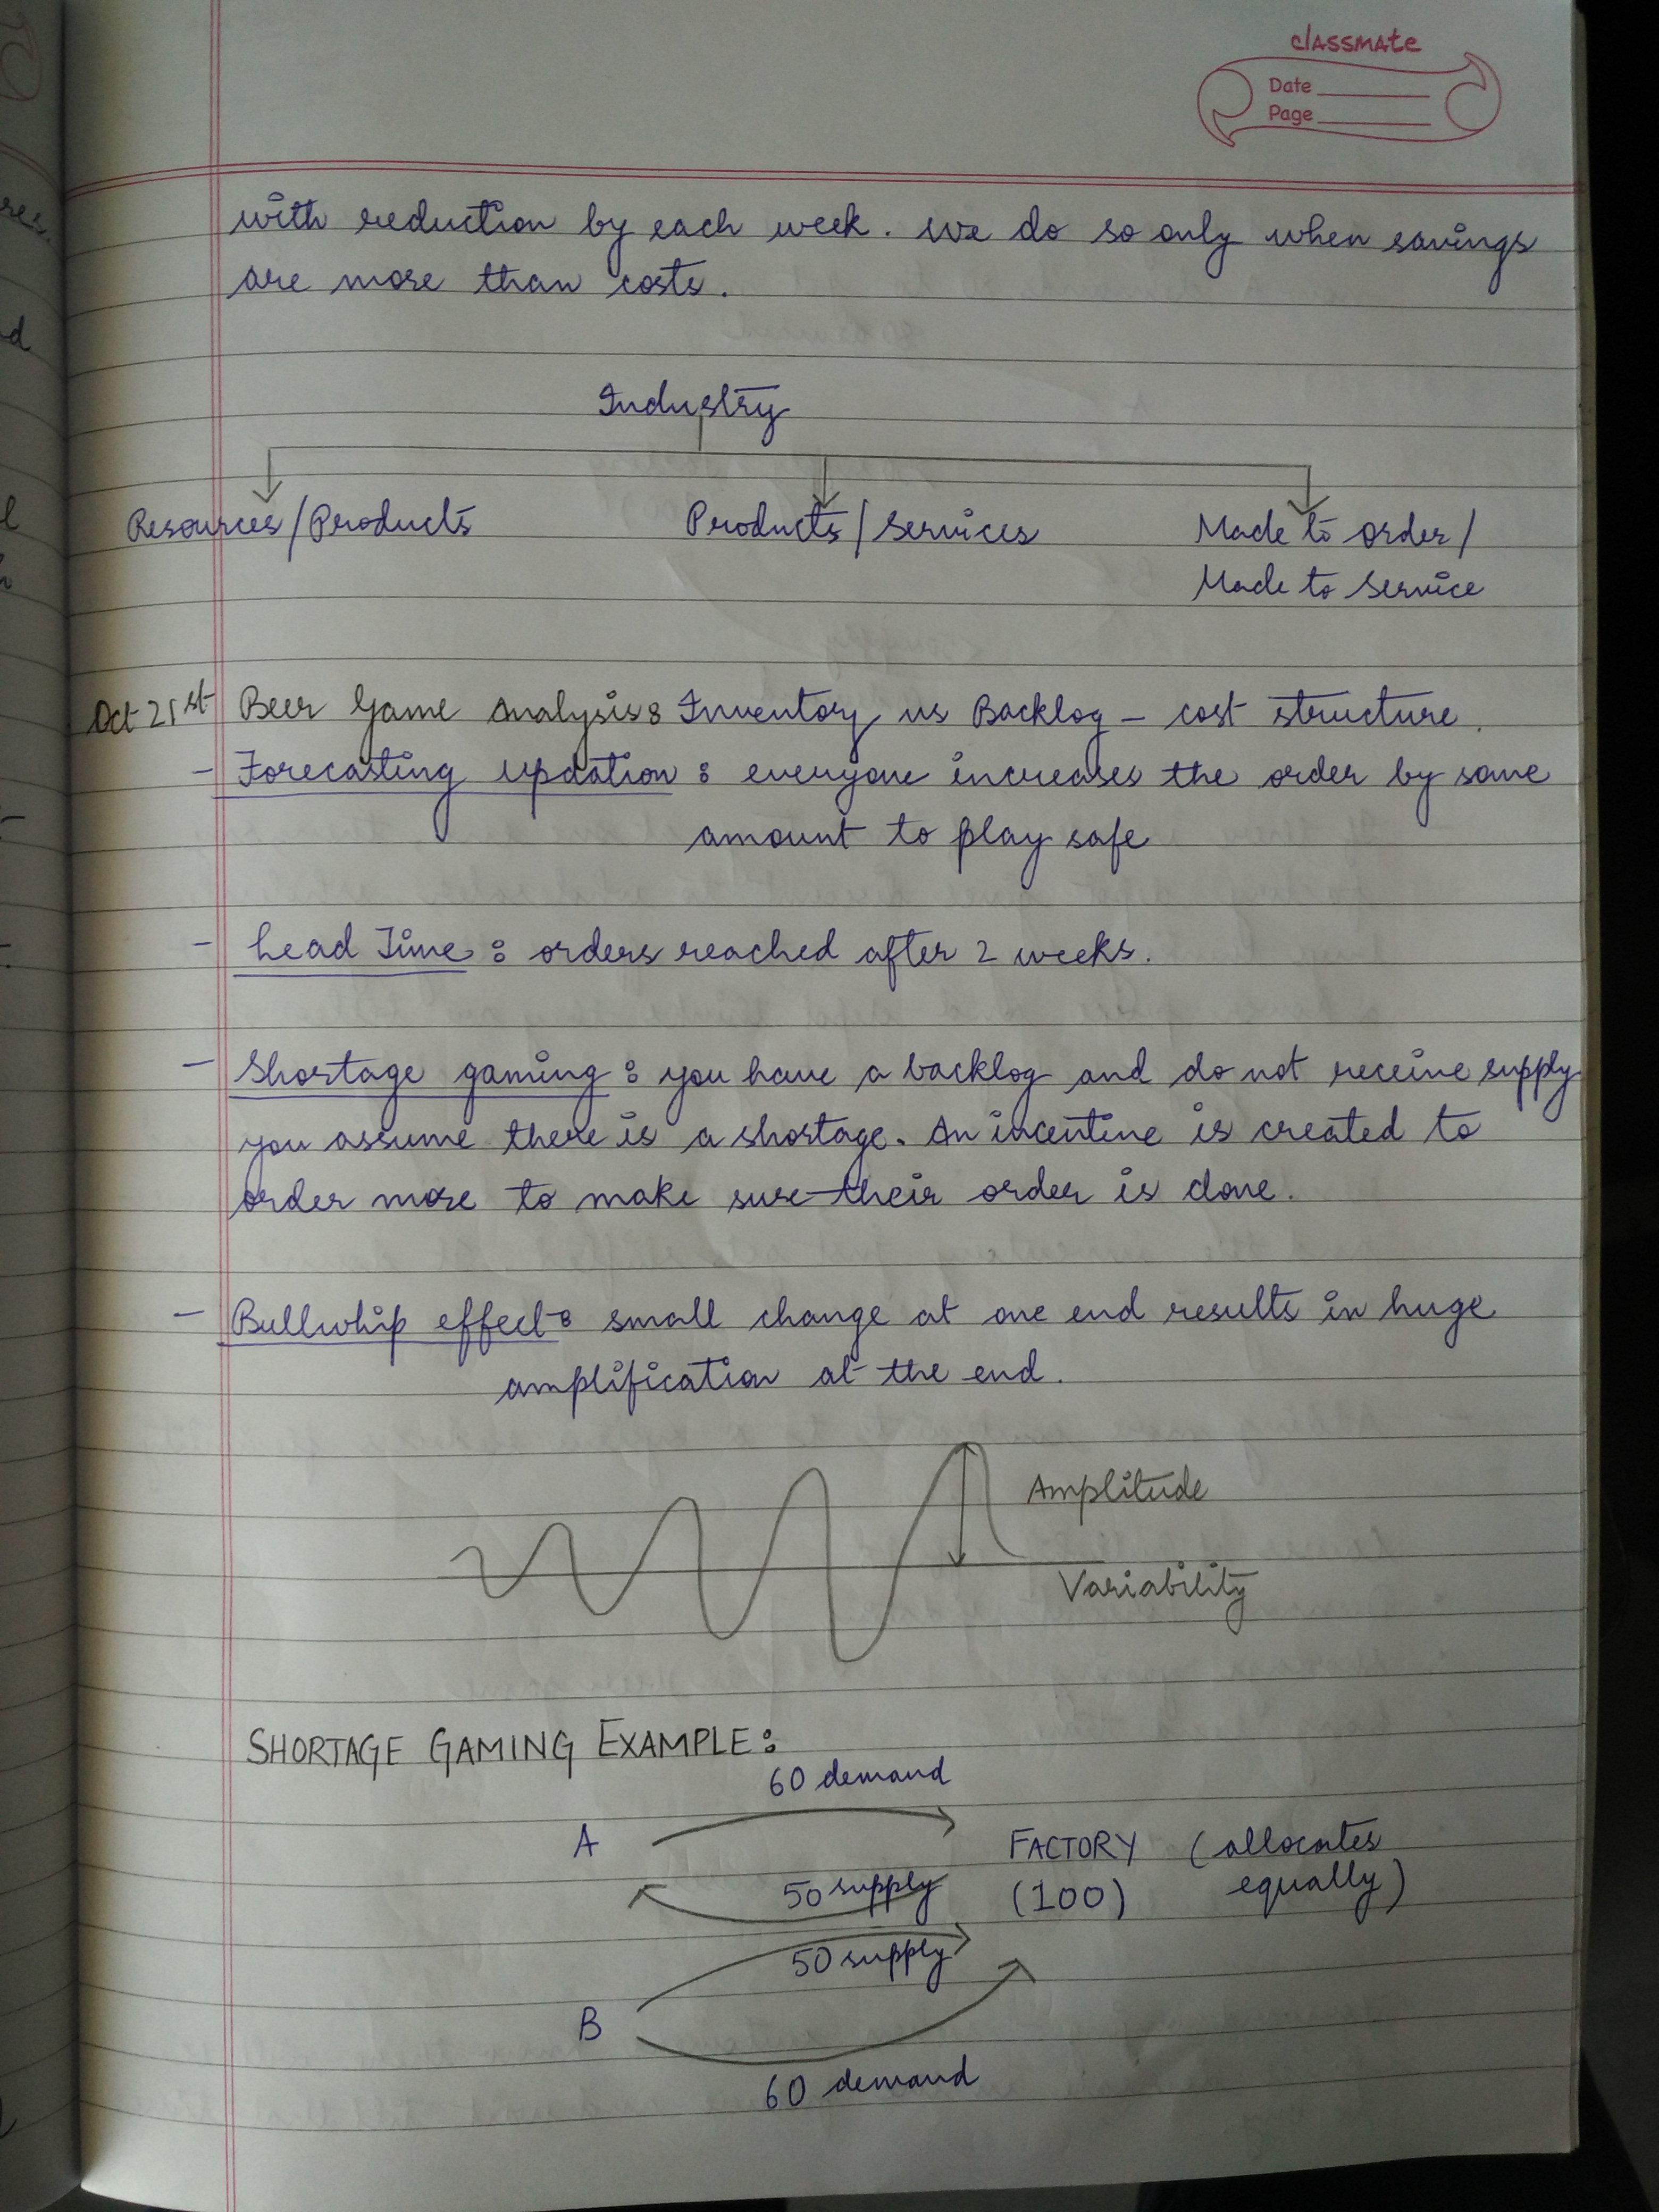 classmate
Date
Page
with reduction by each week. We do so only when savings
are more than costs.
Industry
Resources/Products Products/Services Made to order/
Made to service
Oct 21st Beer Game Analysis: Inventory vs Backlog - cost structure.
- Forecasting updation : everyone increases the order by some
amount to play safe
- Lead Time : orders reached after 2 weeks.
- Shortage gaming : you have a backlog and do not receive supply
you assume there is a shortage. An incentive is created to
order more to make sure their order is done.
- Bullwhip effect : small change at one end results in huge
amplification at the end.
Amplitude
Variability
SHORTAGE GAMING EXAMPLE :
60 demand
A FACTORY (allocates
50 supply (100) equally)
50 supply
B
60 demand